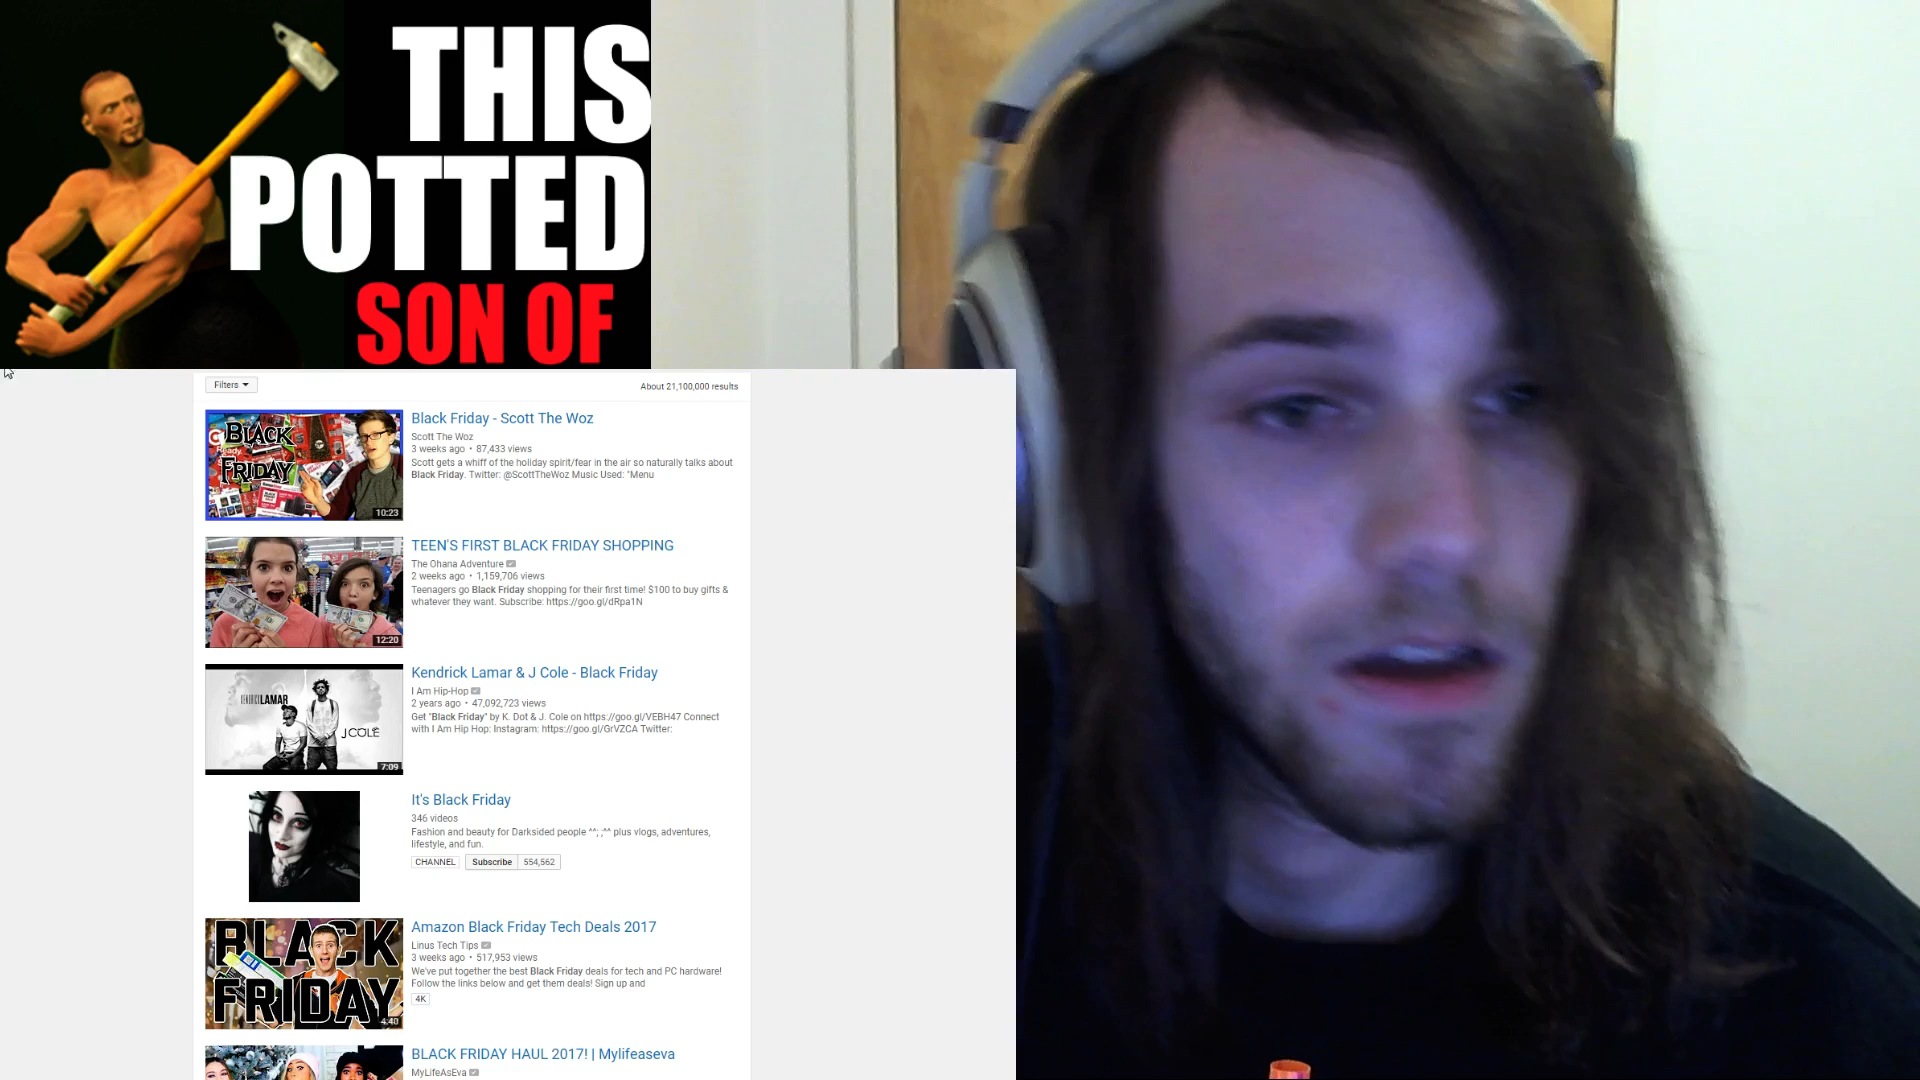 THIS
POTTED
SON OF
Filters
About 21,100,000 results
BLACK
FRIDAY
10:23
Black Friday - Scott The Woz
Scott The Woz
3 weeks ago • 87,433 views
Scott gets a whiff of the holiday spirit/fear in the air so naturally talks about
Black Friday. Twitter: @ScottTheWoz Music Used: "Menu
12:20
TEEN'S FIRST BLACK FRIDAY SHOPPING
The Ohana Adventure
2 weeks ago • 1,159,706 views
Teenagers go Black Friday shopping for their first time! $100 to buy gifts &
whatever they want. Subscribe: https://goo.gl/dRpa1N
KENDRICK LAMAR
J COLE
7:09
Kendrick Lamar & J Cole - Black Friday
I Am Hip-Hop
2 years ago • 47,092,723 views
Get "Black Friday" by K. Dot & J. Cole on https://goo.gl/VEBH47 Connect
with I Am Hip Hop: Instagram: https://goo.gl/GrVZCA Twitter:
It's Black Friday
346 videos
Fashion and beauty for Darksided people ^^; ;^^ plus vlogs, adventures,
lifestyle, and fun.
CHANNEL
Subscribe 554,562
BLACK
FRIDAY
4:40
Amazon Black Friday Tech Deals 2017
Linus Tech Tips
3 weeks ago • 517,953 views
We've put together the best Black Friday deals for tech and PC hardware!
Follow the links below and get them deals! Sign up and
4K
BLACK FRIDAY HAUL 2017! | Mylifeaseva
MyLifeAsEva